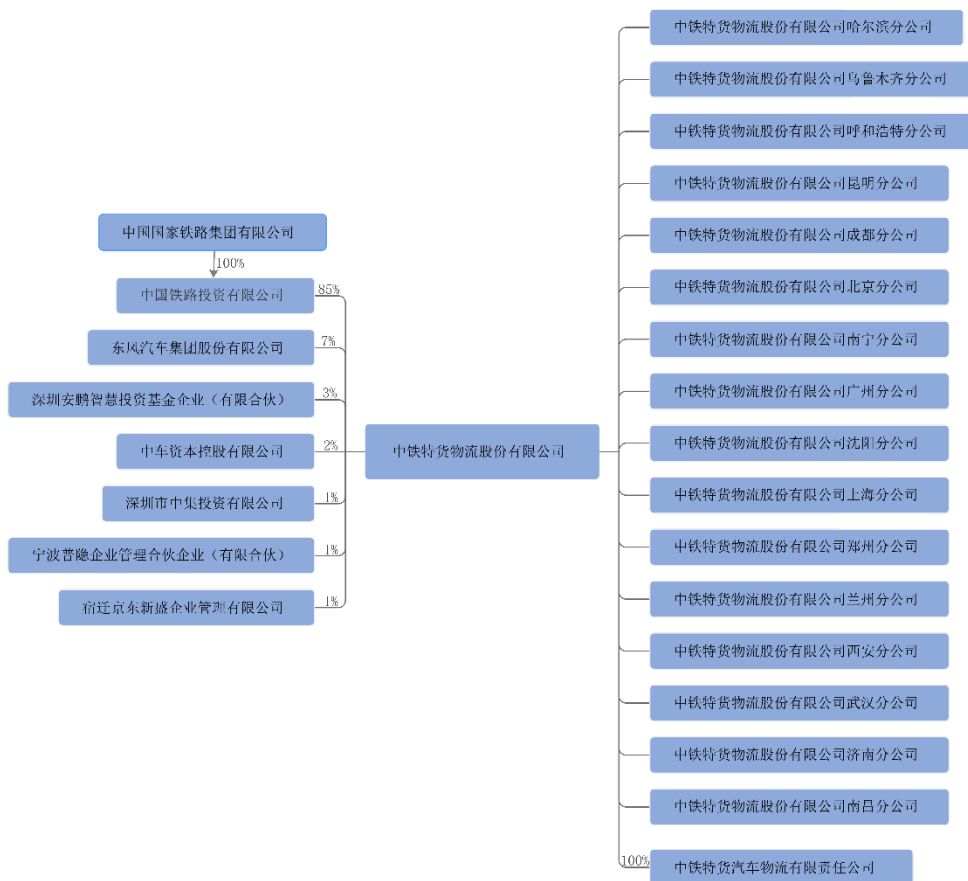 中国国家铁路集团有限公司
100%
中国铁路投资有限公司
85%
东风汽车集团股份有限公司
7%
深圳安鹏智慧投资基金企业（有限合伙）
3%
中车资本控股有限公司
2%
深圳市中集投资有限公司
1%
宁波普隐企业管理合伙企业（有限合伙）
1%
宿迁京东新盛企业管理有限公司
1%
中铁特货物流股份有限公司
中铁特货物流股份有限公司哈尔滨分公司
中铁特货物流股份有限公司乌鲁木齐分公司
中铁特货物流股份有限公司呼和浩特分公司
中铁特货物流股份有限公司昆明分公司
中铁特货物流股份有限公司成都分公司
中铁特货物流股份有限公司北京分公司
中铁特货物流股份有限公司南宁分公司
中铁特货物流股份有限公司广州分公司
中铁特货物流股份有限公司沈阳分公司
中铁特货物流股份有限公司上海分公司
中铁特货物流股份有限公司郑州分公司
中铁特货物流股份有限公司兰州分公司
中铁特货物流股份有限公司西安分公司
中铁特货物流股份有限公司武汉分公司
中铁特货物流股份有限公司济南分公司
中铁特货物流股份有限公司南昌分公司
100%
中铁特货汽车物流有限责任公司